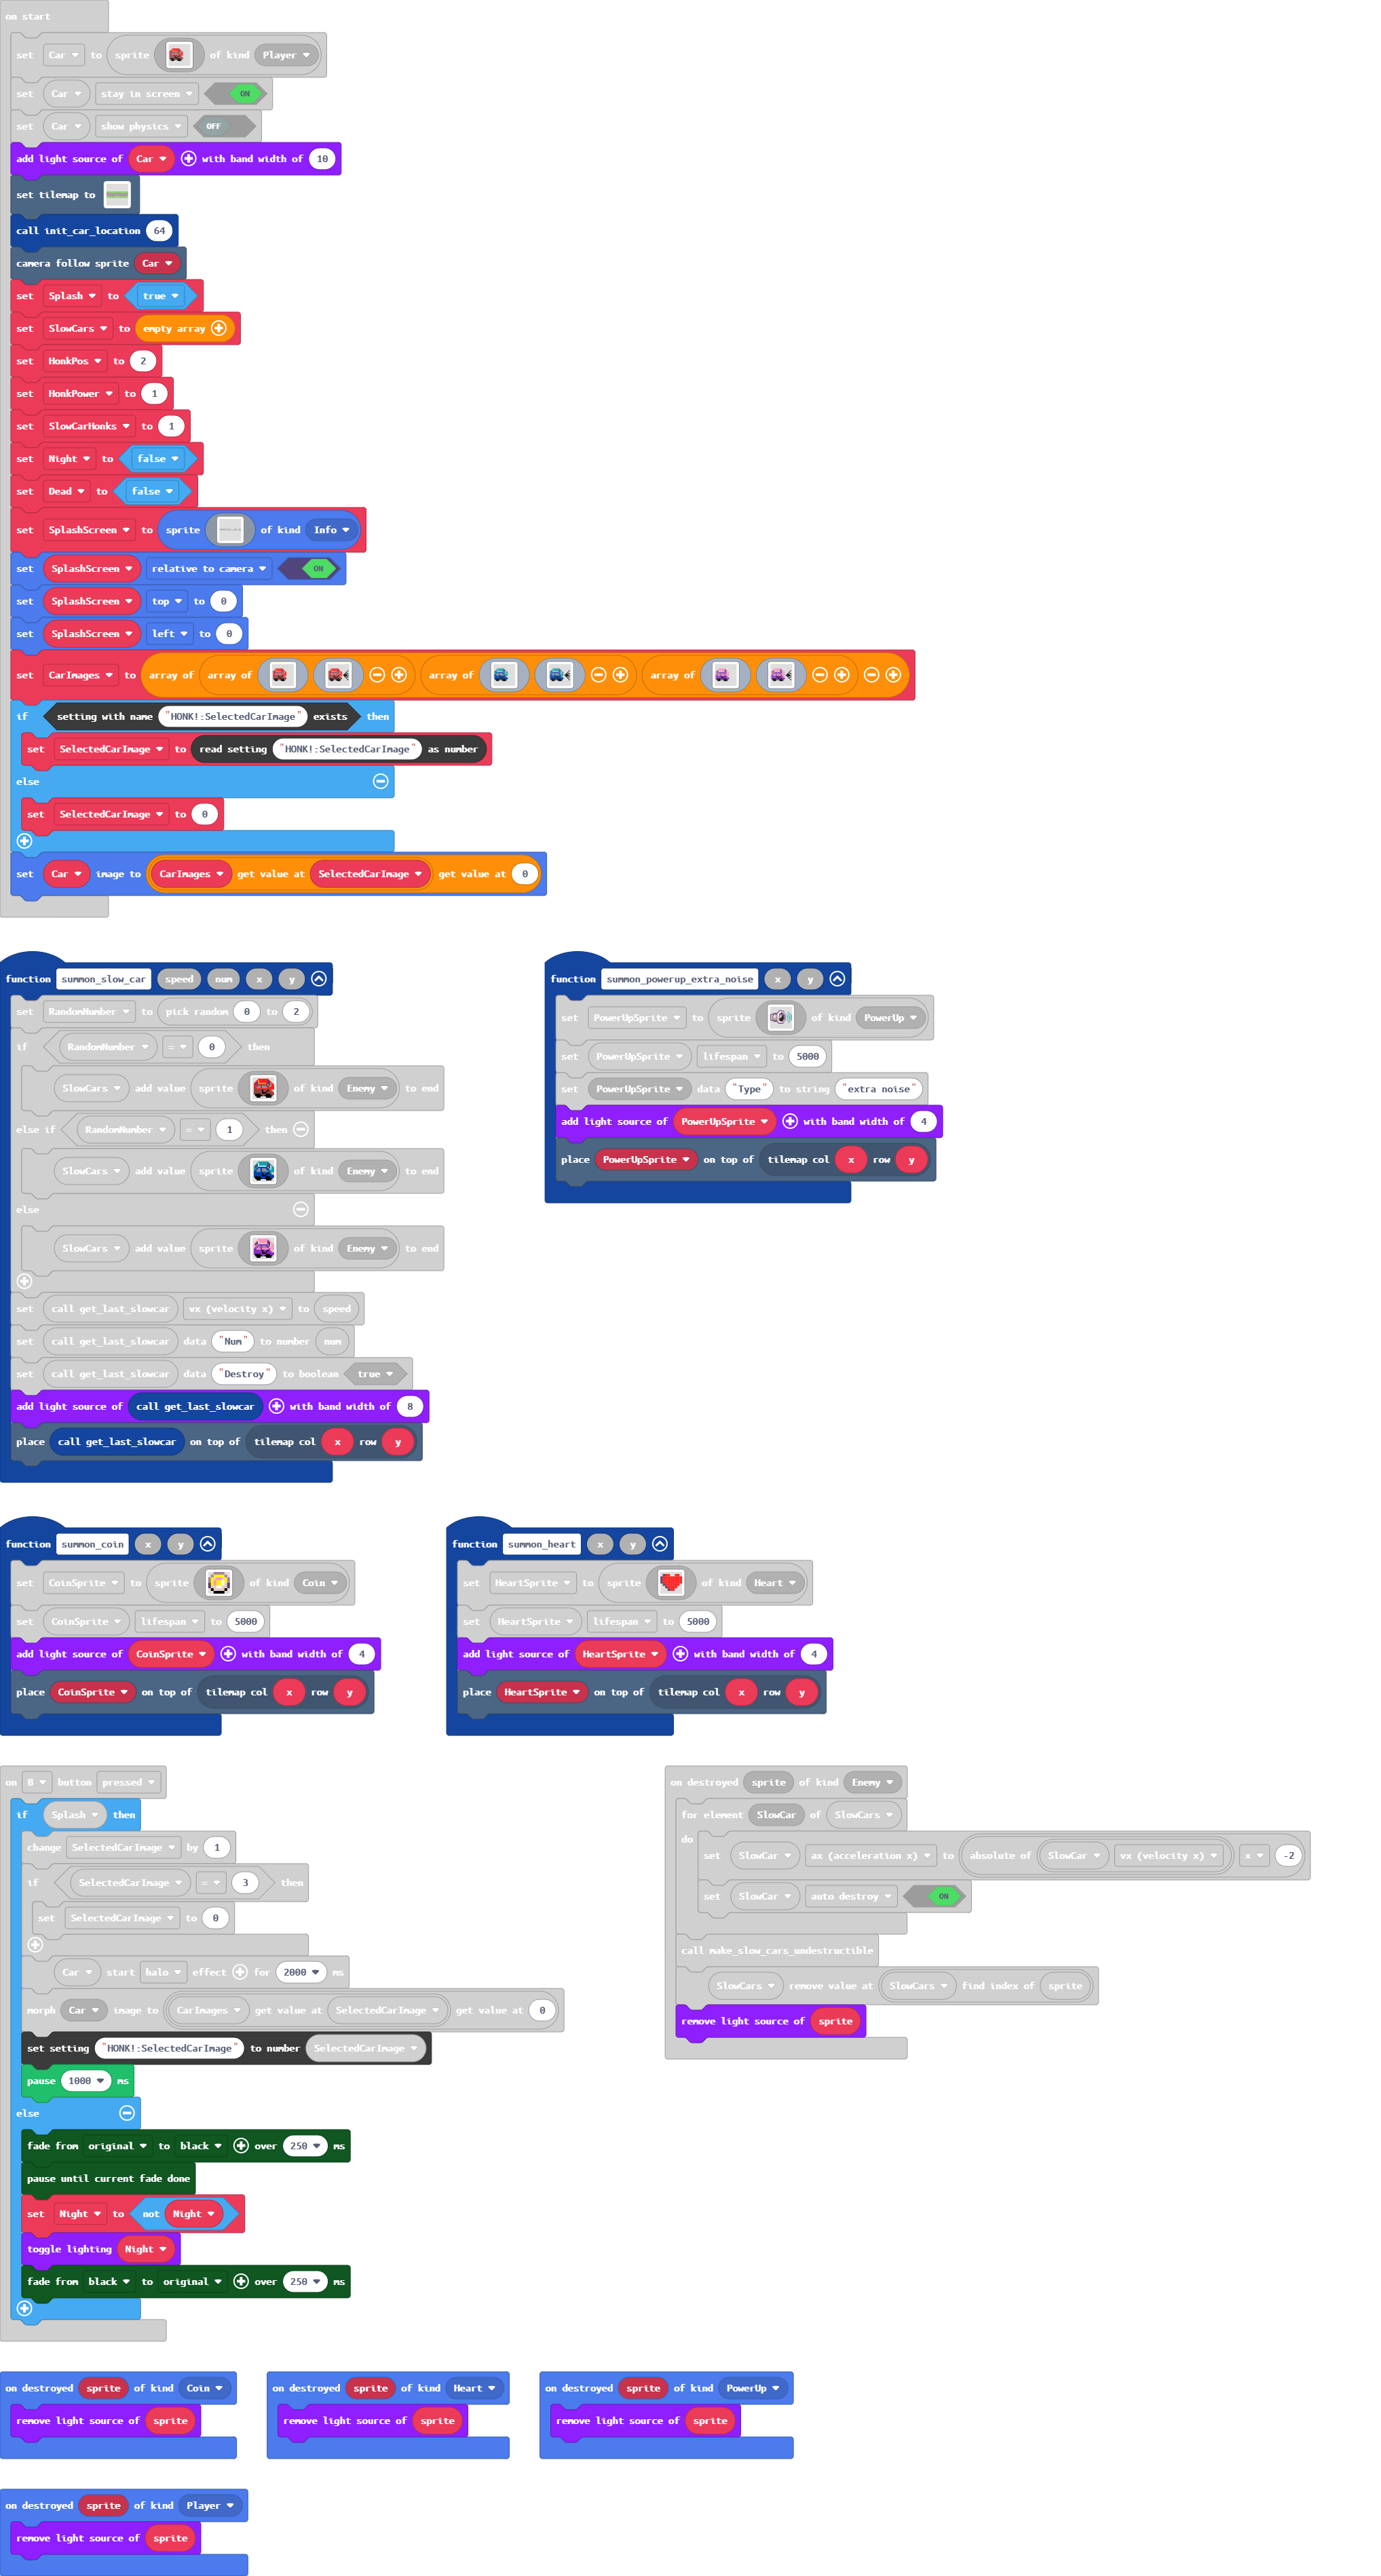 on start
set Car to sprite of kind Player
set Car stay in screen ON
set Car show physics OFF
add light source of Car with band width of 10
set tilemap to
call init_car_location 64
camera follow sprite Car
set Splash to true
set SlowCars to empty array
set HonkPos to 2
set HonkPower to 1
set SlowCarHonks to 1
set Night to false
set Dead to false
set SplashScreen to sprite of kind Info
set SplashScreen relative to camera ON
set SplashScreen top to 0
set SplashScreen left to 0
set CarImages to array of array of array of array of
if setting with name "HONK!:SelectedCarImage" exists then
set SelectedCarImage to read setting "HONK!:SelectedCarImage" as number
else
set SelectedCarImage to 0
set Car image to CarImages get value at SelectedCarImage get value at 0
function summon_slow_car speed num x y
set RandomNumber to pick random 0 to 2
if RandomNumber = 0 then
SlowCars add value sprite of kind Enemy to end
else if RandomNumber = 1 then
SlowCars add value sprite of kind Enemy to end
else
SlowCars add value sprite of kind Enemy to end
set call get_last_slowcar vx (velocity x) to speed
set call get_last_slowcar data "Num" to number num
set call get_last_slowcar data "Destroy" to boolean true
add light source of call get_last_slowcar with band width of 8
place call get_last_slowcar on top of tilemap col x row y
function summon_powerup_extra_noise x y
set PowerUpSprite to sprite of kind PowerUp
set PowerUpSprite lifespan to 5000
set PowerUpSprite data "Type" to string "extra noise"
add light source of PowerUpSprite with band width of 4
place PowerUpSprite on top of tilemap col x row y
function summon_coin x y
set CoinSprite to sprite of kind Coin
set CoinSprite lifespan to 5000
add light source of CoinSprite with band width of 4
place CoinSprite on top of tilemap col x row y
function summon_heart x y
set HeartSprite to sprite of kind Heart
set HeartSprite lifespan to 5000
add light source of HeartSprite with band width of 4
place HeartSprite on top of tilemap col x row y
on B button pressed
if Splash then
change SelectedCarImage by 1
if SelectedCarImage = 3 then
set SelectedCarImage to 0
Car start halo effect for 2000 ms
morph Car image to CarImages get value at SelectedCarImage get value at 0
set setting "HONK!:SelectedCarImage" to number SelectedCarImage
pause 1000 ms
else
fade from original to black over 250 ms
pause until current fade done
set Night to not Night
toggle lighting Night
fade from black to original over 250 ms
on destroyed sprite of kind Enemy
for element SlowCar of SlowCars
do
set SlowCar ax (acceleration x) to absolute of SlowCar vx (velocity x) x -2
set SlowCar auto destroy ON
call make_slow_cars_undestructible
SlowCars remove value at SlowCars find index of sprite
remove light source of sprite
on destroyed sprite of kind Coin
remove light source of sprite
on destroyed sprite of kind Heart
remove light source of sprite
on destroyed sprite of kind PowerUp
remove light source of sprite
on destroyed sprite of kind Player
remove light source of sprite